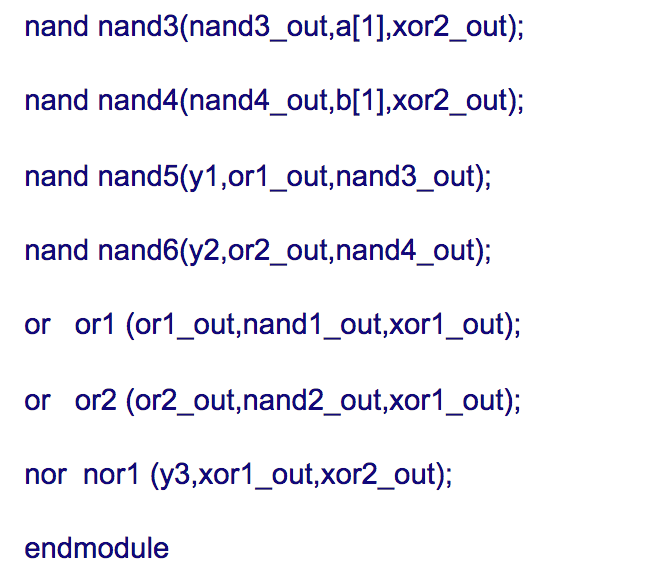 nand nand3(nand3_out,a[1],xor2_out);
nand nand4(nand4_out,b[1],xor2_out);
nand nand5(y1,or1_out,nand3_out);
nand nand6(y2,or2_out,nand4_out);
or   or1 (or1_out,nand1_out,xor1_out);
or   or2 (or2_out,nand2_out,xor1_out);
nor  nor1 (y3,xor1_out,xor2_out);
endmodule